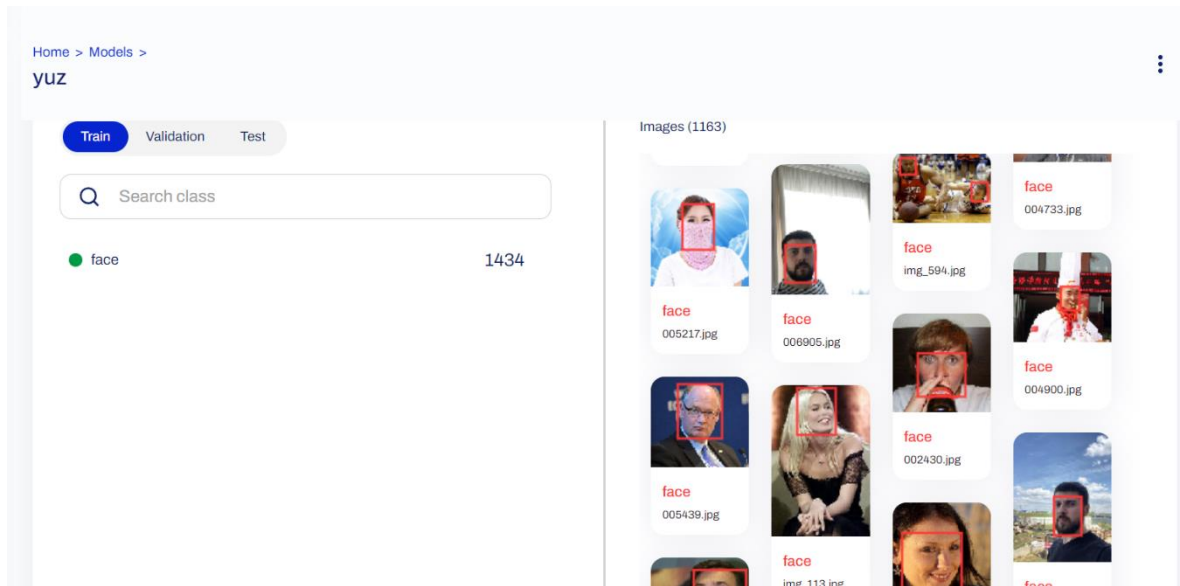 Home > Models >
yuz
Train Validation Test
Search class
face 1434
Images (1163)
face
005217.jpg
face
005439.jpg
face
006905.jpg
face
img_113.jpg
face
img_594.jpg
face
002430.jpg
face
004733.jpg
face
004900.jpg
face